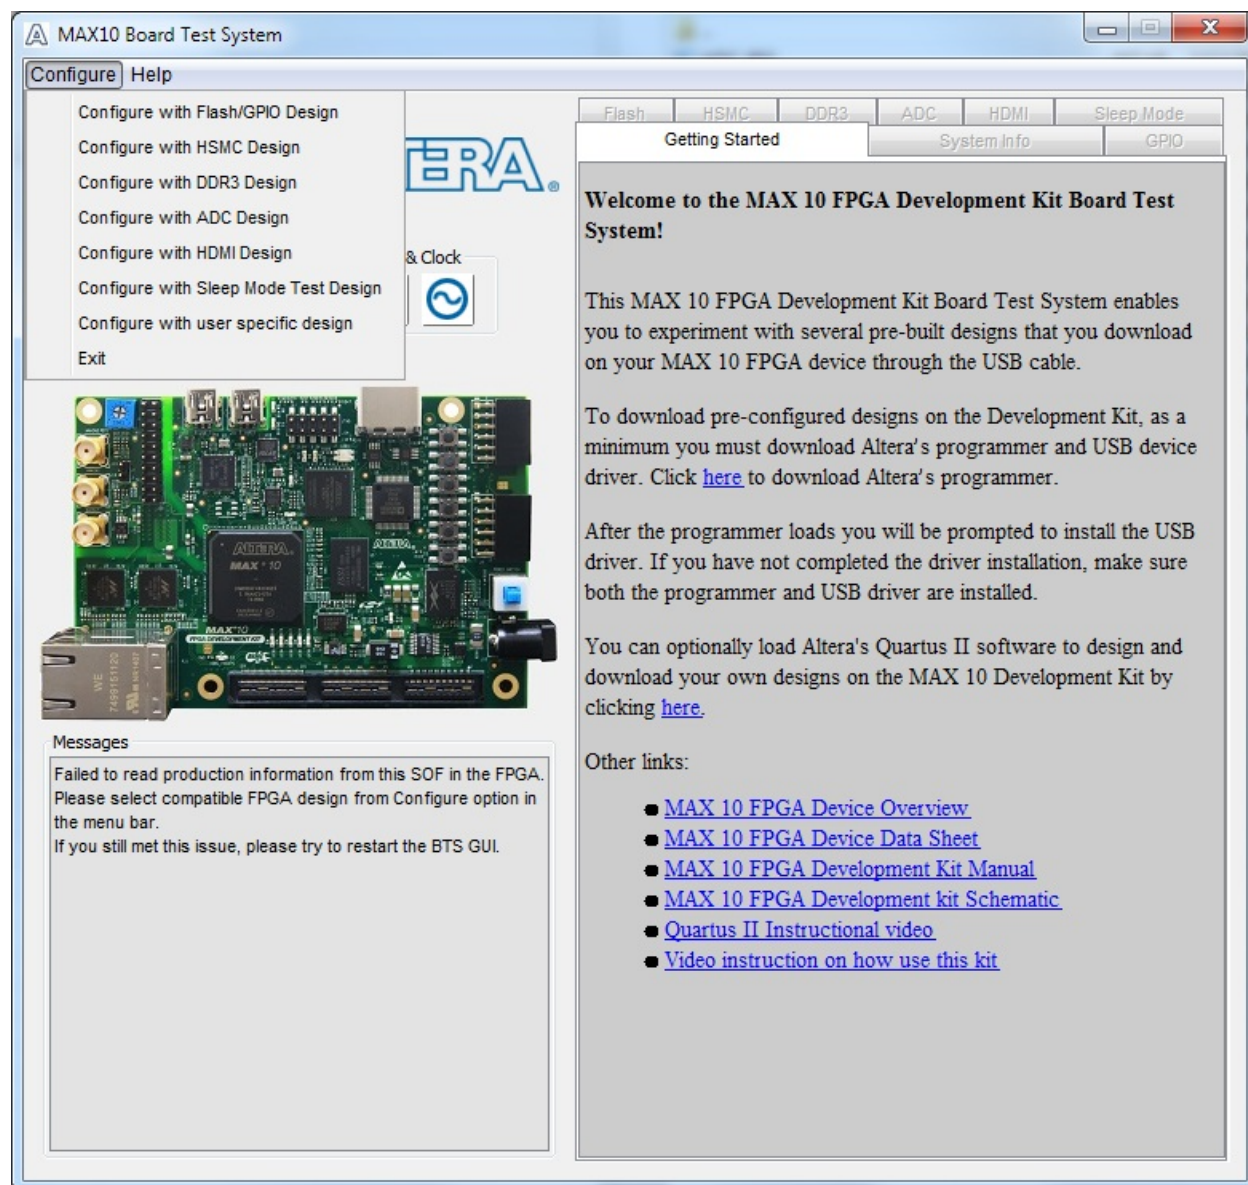 MAX10 Board Test System
Configure Help
Configure with Flash/GPIO Design
Configure with HSMC Design
Configure with DDR3 Design
Configure with ADC Design
Configure with HDMI Design
Configure with Sleep Mode Test Design
Configure with user specific design
Exit
& Clock
ALTERA
MAX 10
MAX 10
FPGA DEVELOPMENT KIT
WE
7499151120
Messages
Failed to read production information from this SOF in the FPGA.
Please select compatible FPGA design from Configure option in
the menu bar.
If you still met this issue, please try to restart the BTS GUI.
Flash HSMC DDR3 ADC HDMI Sleep Mode
Getting Started System Info GPIO
Welcome to the MAX 10 FPGA Development Kit Board Test
System!
This MAX 10 FPGA Development Kit Board Test System enables
you to experiment with several pre-built designs that you download
on your MAX 10 FPGA device through the USB cable.
To download pre-configured designs on the Development Kit, as a
minimum you must download Altera's programmer and USB device
driver. Click here to download Altera's programmer.
After the programmer loads you will be prompted to install the USB
driver. If you have not completed the driver installation, make sure
both the programmer and USB driver are installed.
You can optionally load Altera's Quartus II software to design and
download your own designs on the MAX 10 Development Kit by
clicking here.
Other links:
MAX 10 FPGA Device Overview
MAX 10 FPGA Device Data Sheet
MAX 10 FPGA Development Kit Manual
MAX 10 FPGA Development kit Schematic
Quartus II Instructional video
Video instruction on how use this kit